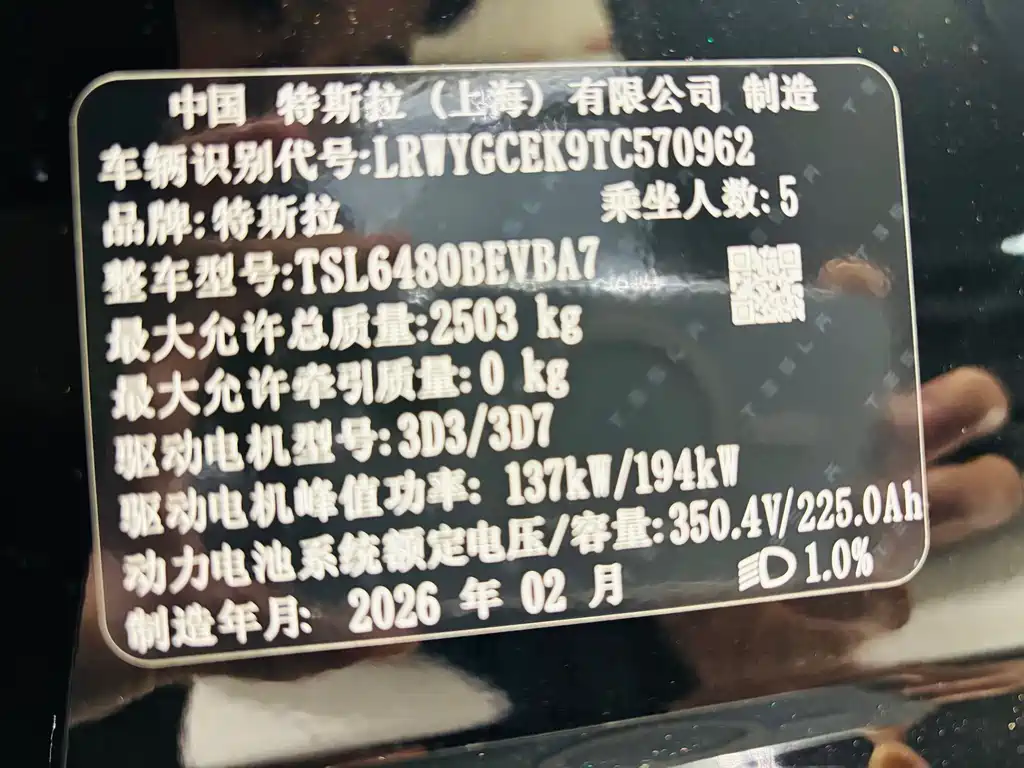 中国 特斯拉(上海)有限公司 制造
车辆识别代号:LRWYGCEK9TC570962
品牌:特斯拉 乘坐人数:5
整车型号:TSL6480BEVBA7
最大允许总质量:2503 kg
最大允许牵引质量:0 kg
驱动电机型号:3D3/3D7
驱动电机峰值功率: 137kW/194kW
动力电池系统额定电压/容量:350.4V/225.0Ah
制造年月: 2026 年 02 月 1.0%